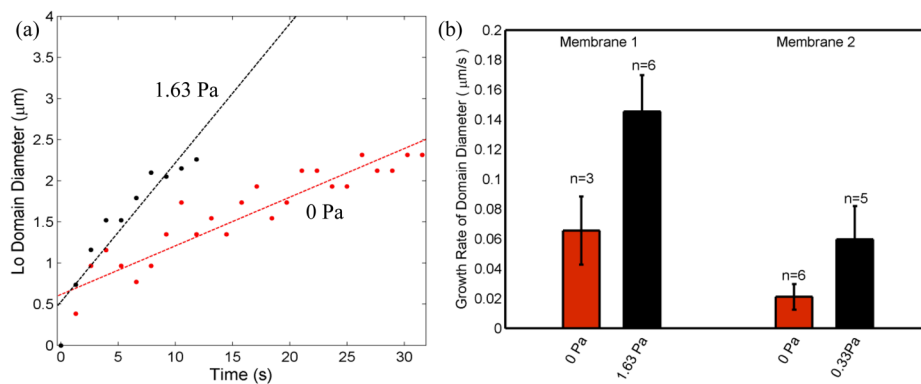 (a)
Lo Domain Diameter (μm)
4
3.5
3
2.5
2
1.5
1
0.5
0
1.63 Pa
0 Pa
0 5 10 15 20 25 30
Time (s)
(b)
Growth Rate of Domain Diameter ( μm/s )
0.2
0.18
0.16
0.14
0.12
0.1
0.08
0.06
0.04
0.02
0
Membrane 1 Membrane 2
n=3
n=6
n=6
n=5
0 Pa
1.63 Pa
0 Pa
0.33Pa